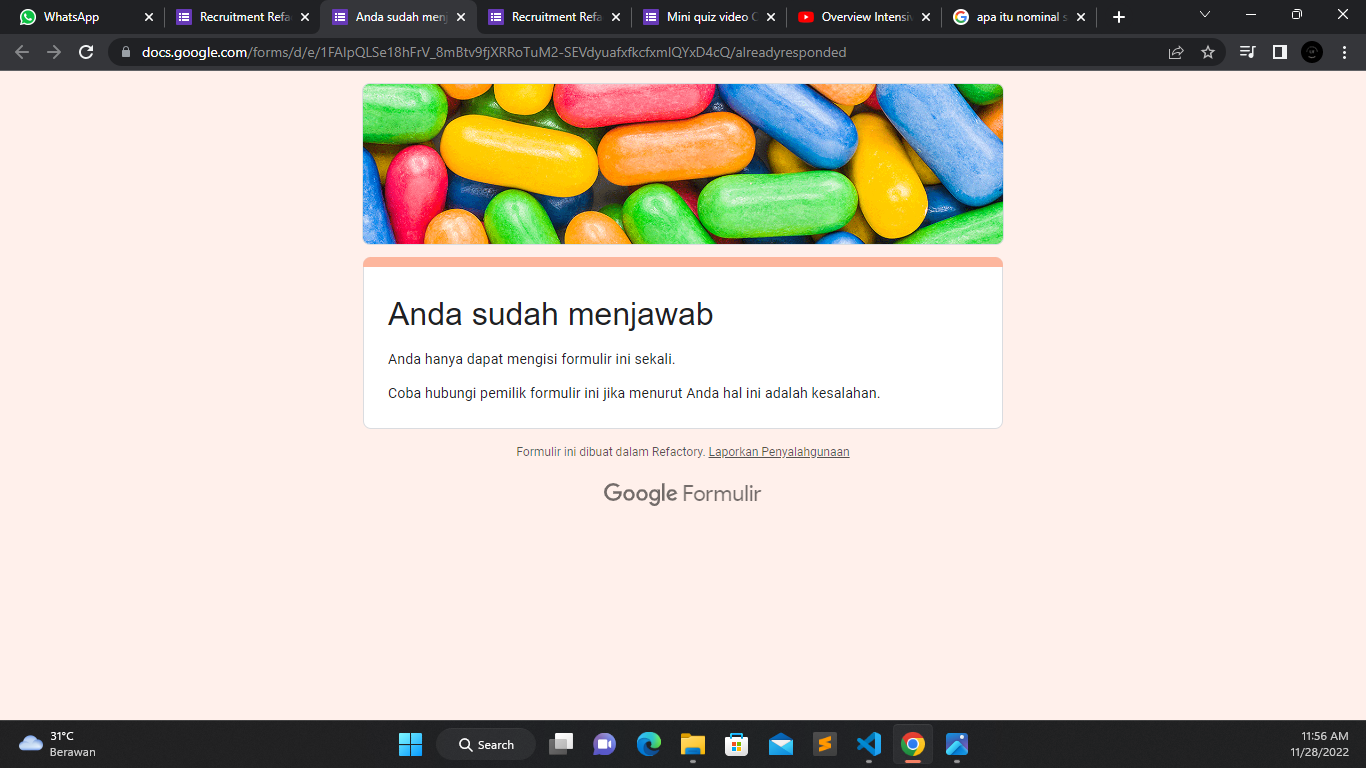 WhatsApp
Recruitment Refa
Anda sudah menj
Recruitment Refa
Mini quiz video
Overview Intensiv
apa itu nominal s
docs.google.com/forms/d/e/1FAIpQLSe18hFrV_8mBtv9fjXRRoTuM2-SEVdyuafxfkcfxmIQYxD4cQ/alreadyresponded
Anda sudah menjawab
Anda hanya dapat mengisi formulir ini sekali.
Coba hubungi pemilik formulir ini jika menurut Anda hal ini adalah kesalahan.
Formulir ini dibuat dalam Refactory. Laporkan Penyalahgunaan
Google Formulir
31°C
Berawan
Search
11:56 AM
11/28/2022